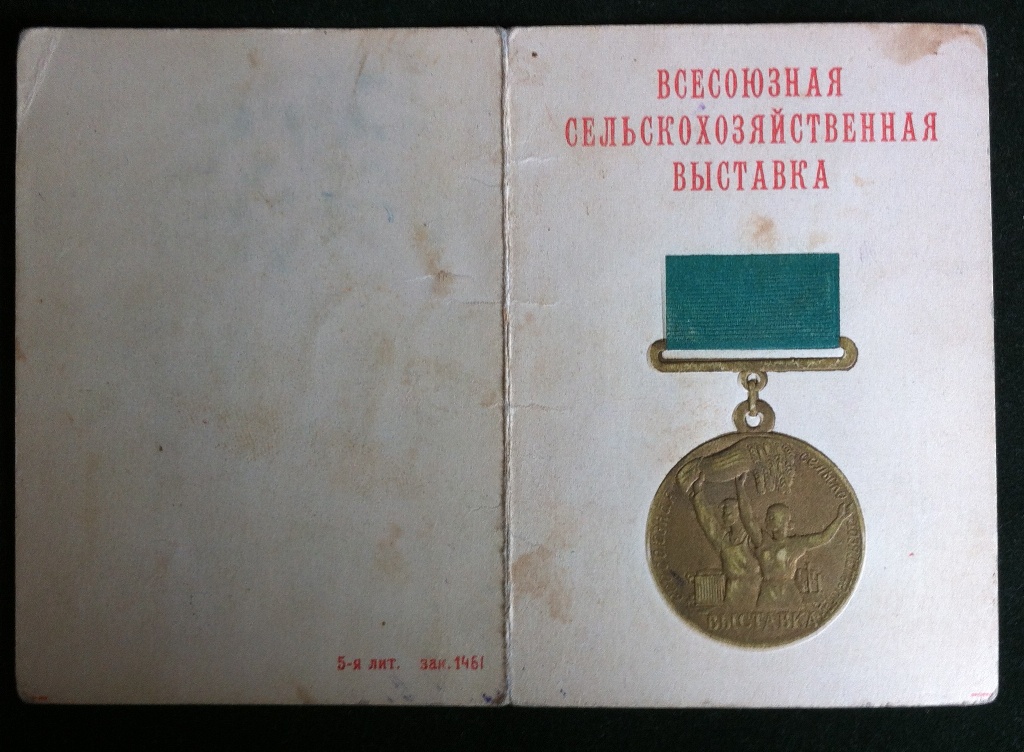 ВСЕСОЮЗНАЯ
СЕЛЬСКОХОЗЯЙСТВЕННАЯ
ВЫСТАВКА
ВЫСТАВКА
5-я лит. зак. 1461